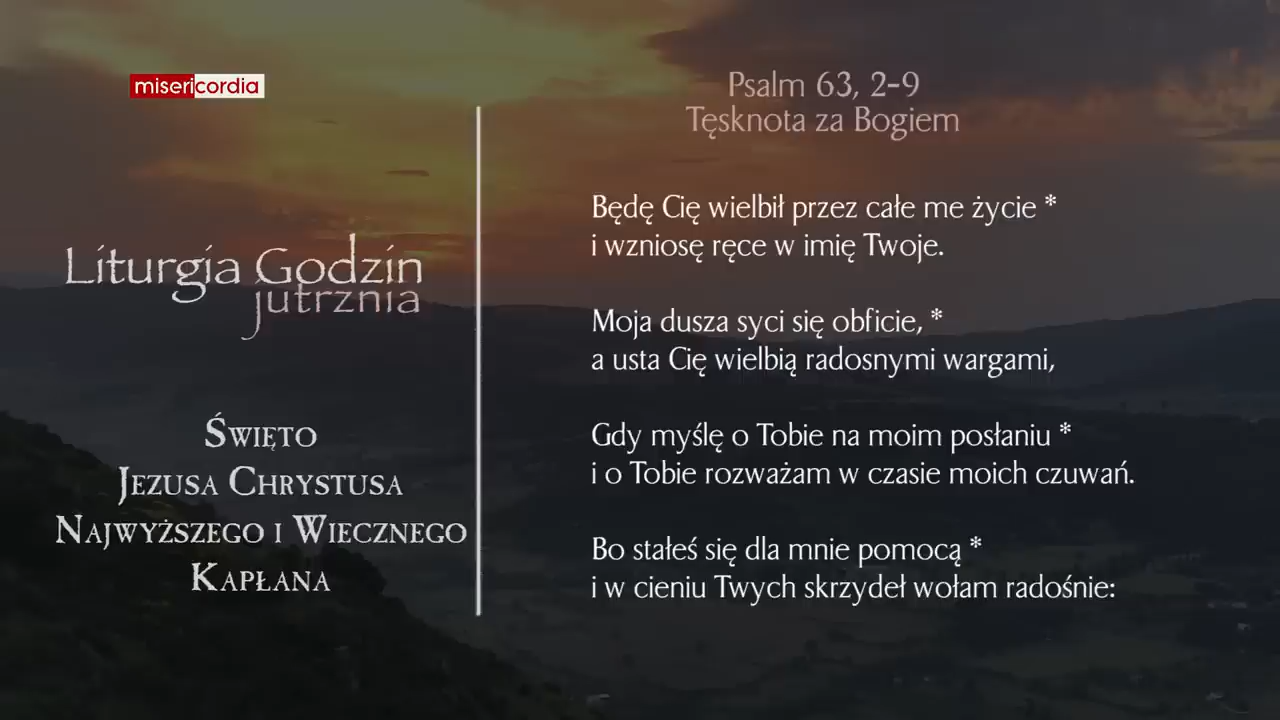 misericordia
Liturgia Godzin
jutrznia
Święto
Jezusa Chrystusa
Najwyższego i Wiecznego
Kapłana
Psalm 63, 2-9
Tęsknota za Bogiem
Będę Cię wielbił przez całe me życie *
i wzniosę ręce w imię Twoje.
Moja dusza syci się obficie, *
a usta Cię wielbią radosnymi wargami,
Gdy myślę o Tobie na moim posłaniu *
i o Tobie rozważam w czasie moich czuwań.
Bo stałeś się dla mnie pomocą *
i w cieniu Twych skrzydeł wołam radośnie: